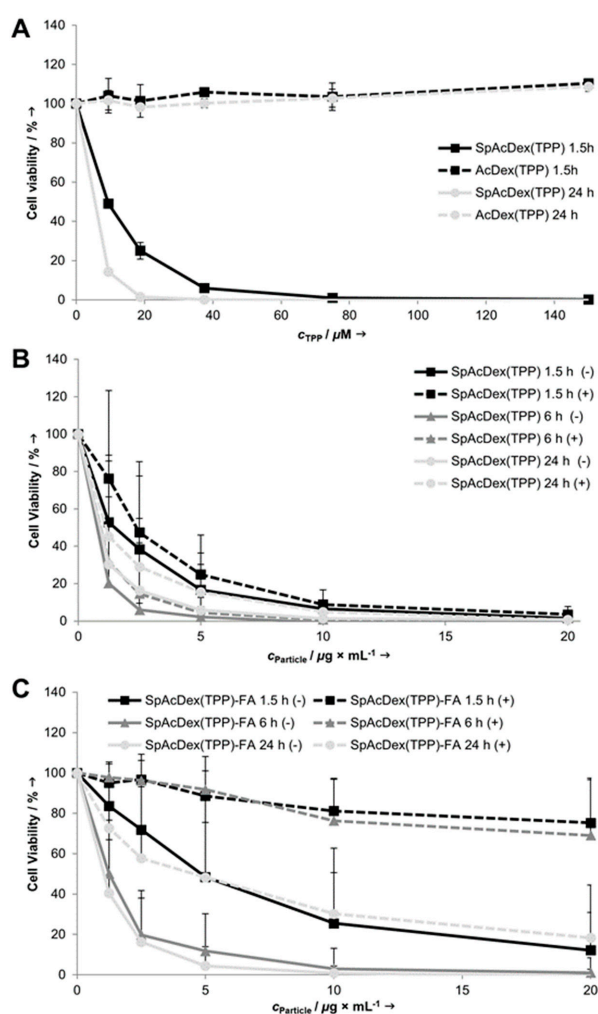 A
Cell viability / % →
140
120
100
80
60
40
20
0
SpAcDex(TPP) 1.5h
AcDex(TPP) 1.5h
SpAcDex(TPP) 24 h
AcDex(TPP) 24 h
0 20 40 60 80 100 120 140
cTPP / µM →
B
Cell Viability / % →
140
120
100
80
60
40
20
0
SpAcDex(TPP) 1.5 h (-)
SpAcDex(TPP) 1.5 h (+)
SpAcDex(TPP) 6 h (-)
SpAcDex(TPP) 6 h (+)
SpAcDex(TPP) 24 h (-)
SpAcDex(TPP) 24 h (+)
0 5 10 15 20
cParticle / µg × mL-1 →
C
Cell Viability / % →
140
120
100
80
60
40
20
0
SpAcDex(TPP)-FA 1.5 h (-) SpAcDex(TPP)-FA 1.5 h (+)
SpAcDex(TPP)-FA 6 h (-) SpAcDex(TPP)-FA 6 h (+)
SpAcDex(TPP)-FA 24 h (-) SpAcDex(TPP)-FA 24 h (+)
0 5 10 15 20
cParticle / µg × mL-1 →